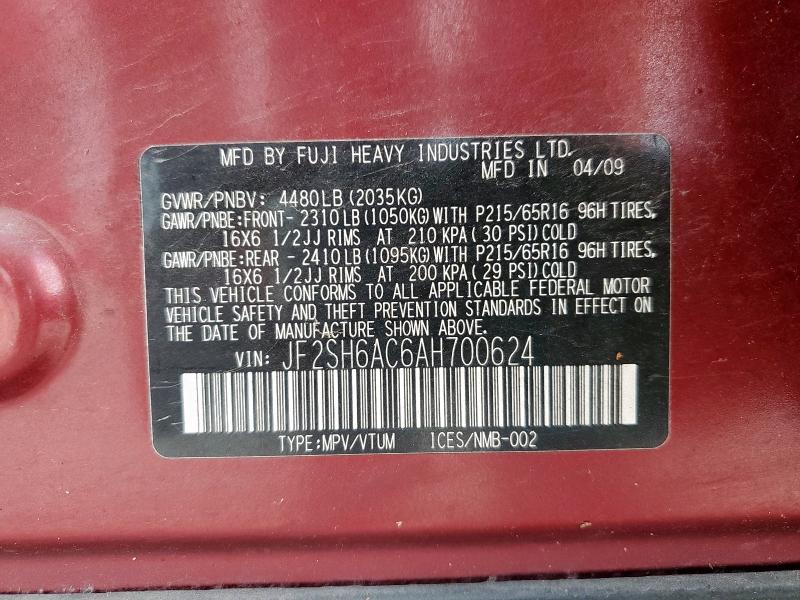 MFD BY FUJI HEAVY INDUSTRIES LTD.
MFD IN 04/09
GVWR/PNBV: 4480LB(2035KG)
GAWR/PNBE:FRONT- 2310LB(1050KG)WITH P215/65R16 96H TIRES,
16X6 1/2JJ RIMS AT 210 KPA(30 PSI)COLD
GAWR/PNBE:REAR - 2410LB(1095KG)WITH P215/65R16 96H TIRES,
16X6 1/2JJ RIMS AT 200 KPA(29 PSI)COLD
THIS VEHICLE CONFORMS TO ALL APPLICABLE FEDERAL MOTOR
VEHICLE SAFETY AND THEFT PREVENTION STANDARDS IN EFFECT ON
THE DATE OF MANUFACTURE SHOWN ABOVE.
VIN: JF2SH6AC6AH700624
TYPE:MPV/VTUM 1CES/NMB-002